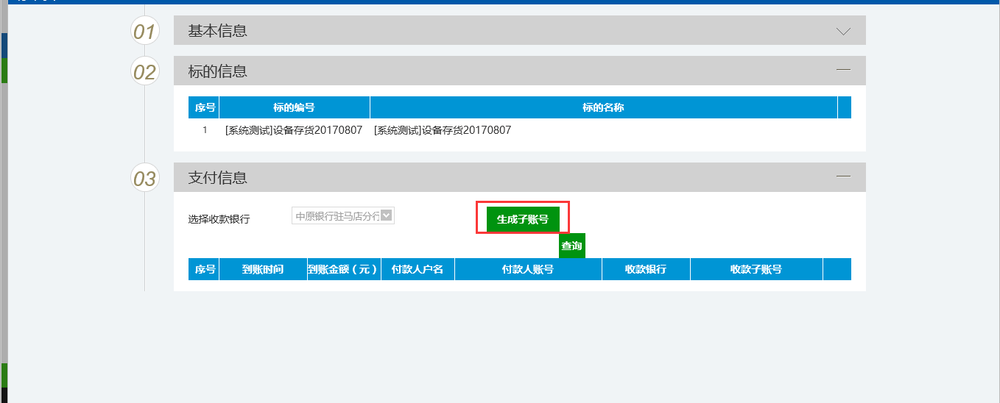 01 基本信息
02 标的信息
序号 标的编号 标的名称
1 [系统测试]设备存货20170807 [系统测试]设备存货20170807
03 支付信息
选择收款银行 中原银行驻马店分行 生成子账号
查询
序号 到账时间 到账金额（元） 付款人户名 付款人账号 收款银行 收款子账号